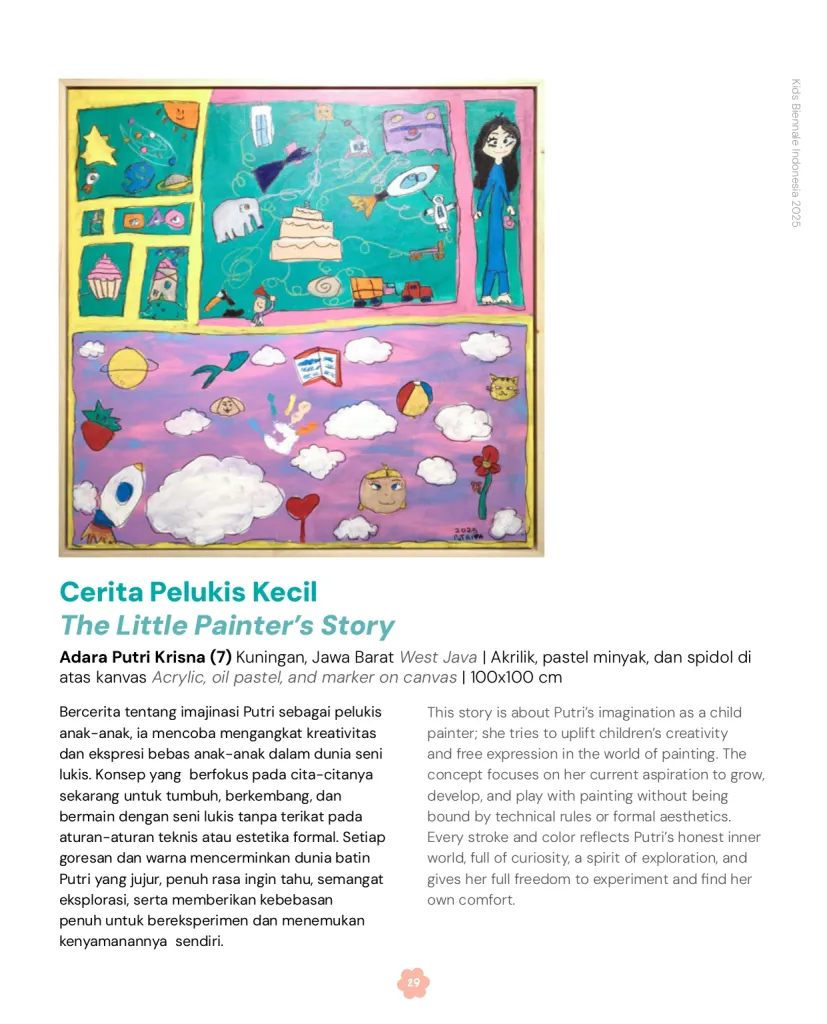 Kids Biennale Indonesia 2025
2025
Cerita Pelukis Kecil
The Little Painter's Story
Adara Putri Krisna (7) Kuningan, Jawa Barat West Java | Akrilik, pastel minyak, dan spidol di
atas kanvas Acrylic, oil pastel, and marker on canvas | 100x100 cm
Bercerita tentang imajinasi Putri sebagai pelukis
anak-anak, ia mencoba mengangkat kreativitas
dan ekspresi bebas anak-anak dalam dunia seni
lukis. Konsep yang  berfokus pada cita-citanya
sekarang untuk tumbuh, berkembang, dan
bermain dengan seni lukis tanpa terikat pada
aturan-aturan teknis atau estetika formal. Setiap
goresan dan warna mencerminkan dunia batin
Putri yang jujur, penuh rasa ingin tahu, semangat
eksplorasi, serta memberikan kebebasan
penuh untuk bereksperimen dan menemukan
kenyamanannya  sendiri.
This story is about Putri's imagination as a child
painter; she tries to uplift children's creativity
and free expression in the world of painting. The
concept focuses on her current aspiration to grow,
develop, and play with painting without being
bound by technical rules or formal aesthetics.
Every stroke and color reflects Putri's honest inner
world, full of curiosity, a spirit of exploration, and
gives her full freedom to experiment and find her
own comfort.
29